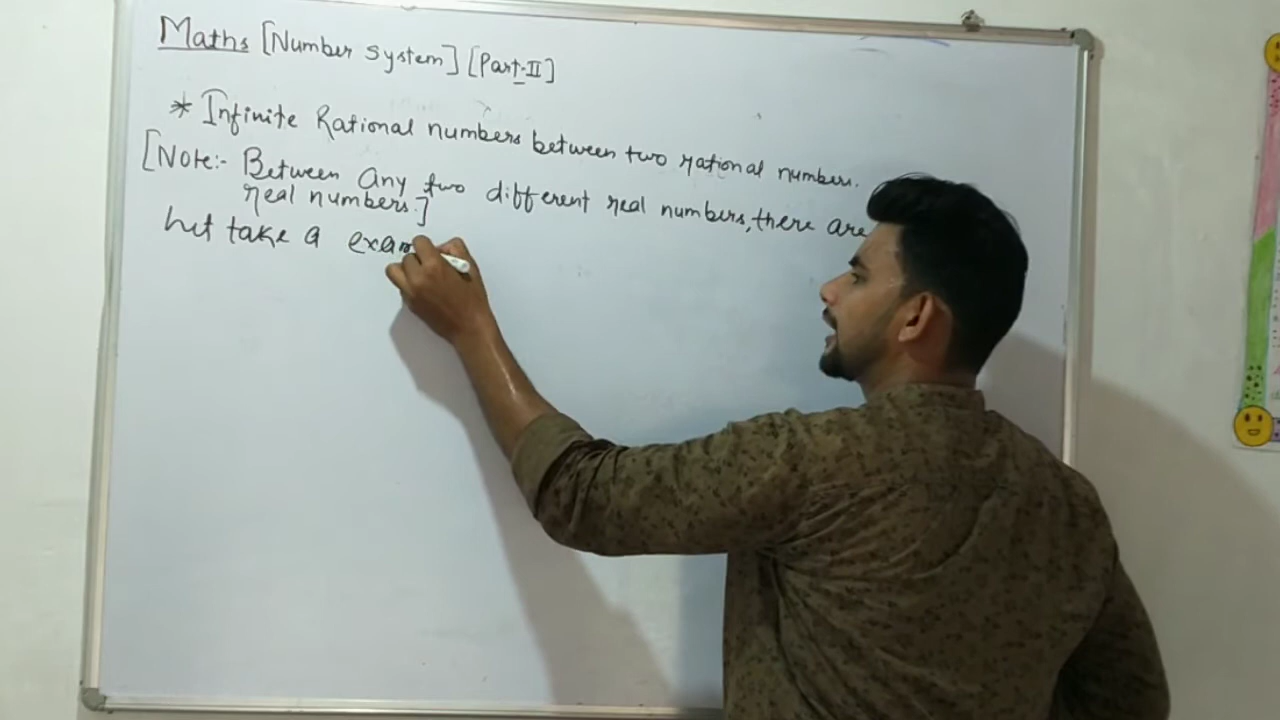 Maths [Number System] [Part-II]
* Infinite Rational numbers between two rational numbers.
[Note:- Between any two different real numbers, there are
real numbers.]
Let take a exam